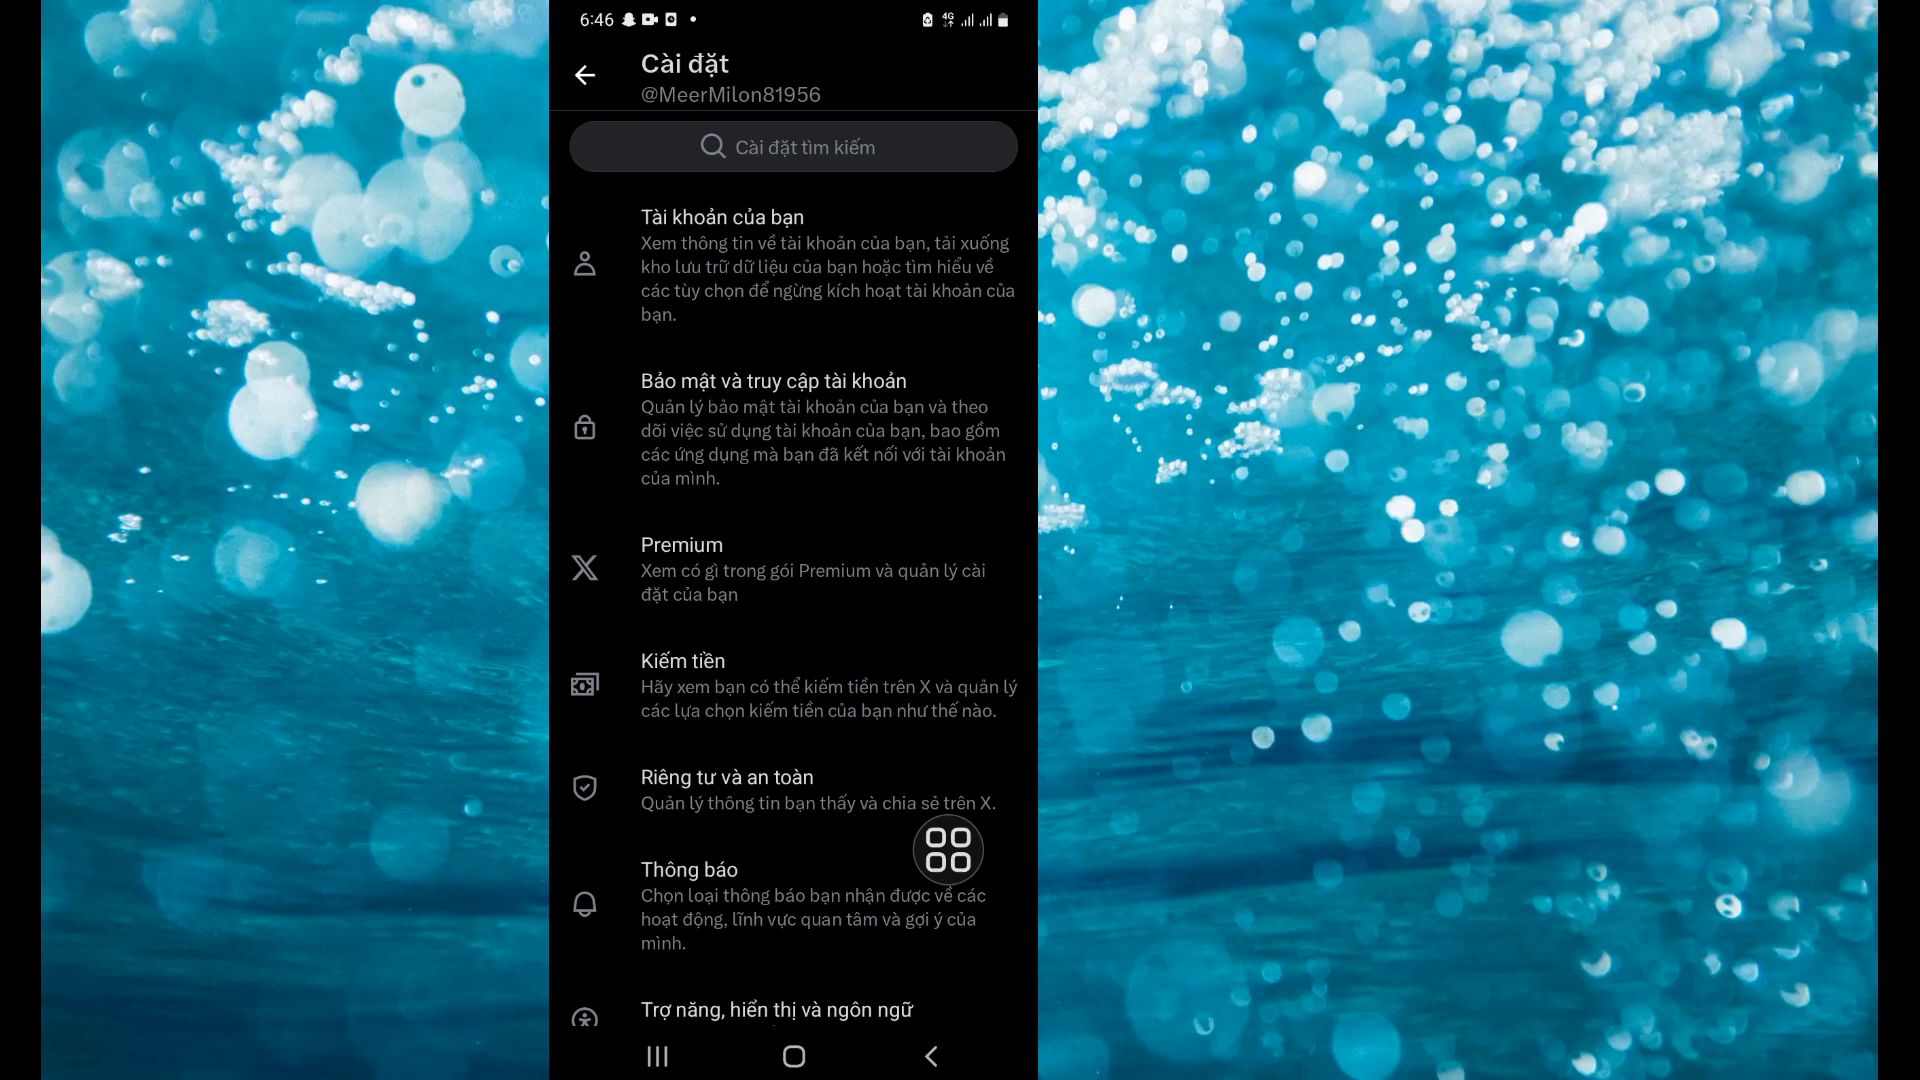 6:46
4G
Cài đặt
@MeerMilon81956
Cài đặt tìm kiếm
Tài khoản của bạn
Xem thông tin về tài khoản của bạn, tải xuống
kho lưu trữ dữ liệu của bạn hoặc tìm hiểu về
các tùy chọn để ngừng kích hoạt tài khoản của
bạn.
Bảo mật và truy cập tài khoản
Quản lý bảo mật tài khoản của bạn và theo
dõi việc sử dụng tài khoản của bạn, bao gồm
các ứng dụng mà bạn đã kết nối với tài khoản
của mình.
Premium
Xem có gì trong gói Premium và quản lý cài
đặt của bạn
Kiếm tiền
Hãy xem bạn có thể kiếm tiền trên X và quản lý
các lựa chọn kiếm tiền của bạn như thế nào.
Riêng tư và an toàn
Quản lý thông tin bạn thấy và chia sẻ trên X.
Thông báo
Chọn loại thông báo bạn nhận được về các
hoạt động, lĩnh vực quan tâm và gợi ý của
mình.
Trợ năng, hiển thị và ngôn ngữ